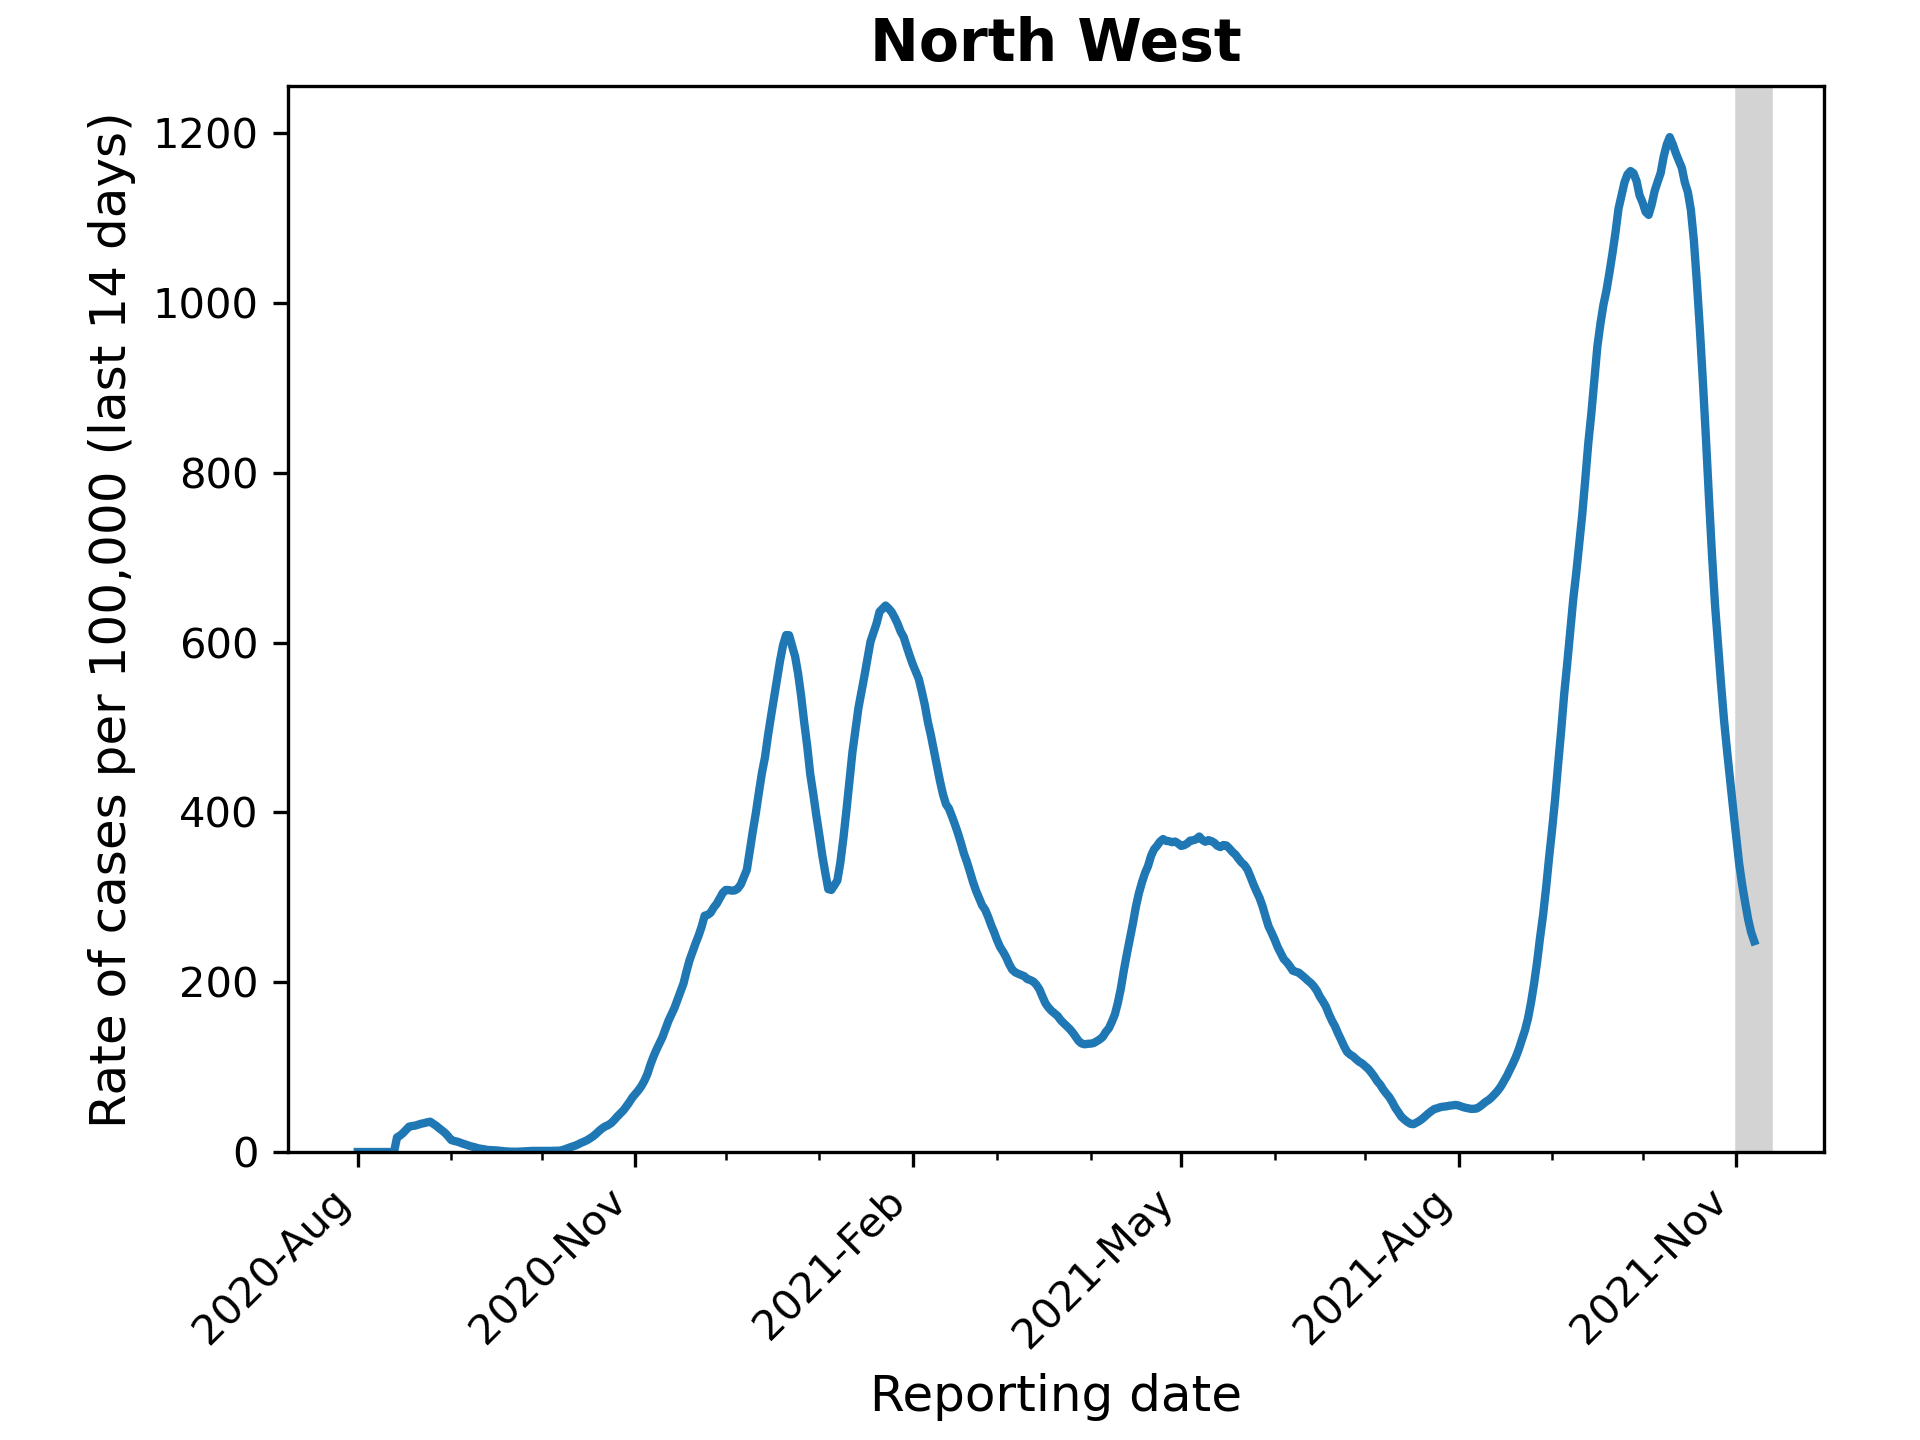 North West
Rate of cases per 100,000 (last 14 days)
1200
1000
800
600
400
200
0
2020-Aug
2020-Nov
2021-Feb
2021-May
2021-Aug
2021-Nov
Reporting date